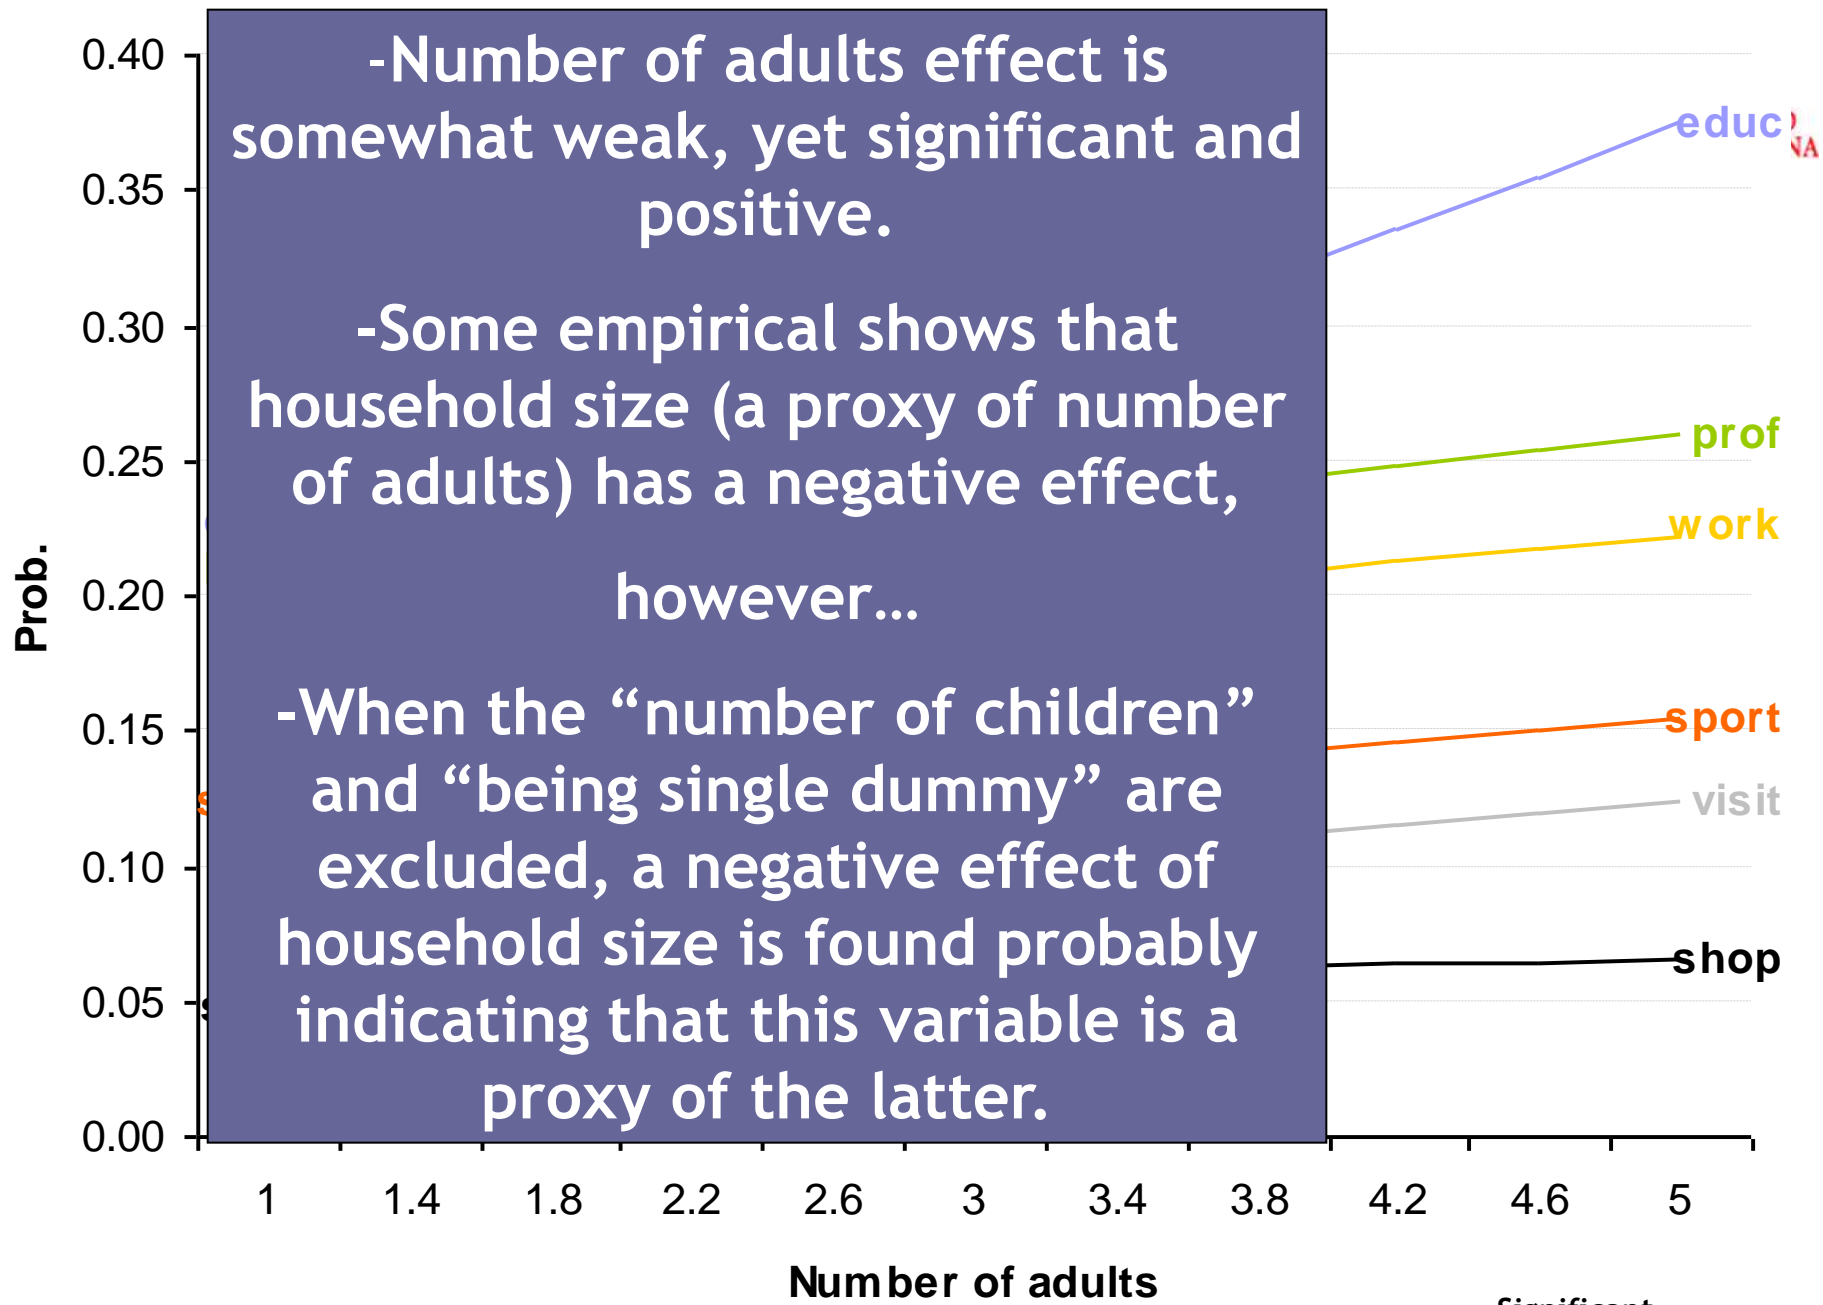 0.40
0.35
0.30
0.25
0.20
0.15
0.10
0.05
0.00
Prob.
-Number of adults effect is
somewhat weak, yet significant and
positive.
-Some empirical shows that
household size (a proxy of number
of adults) has a negative effect,
however…
-When the “number of children”
and “being single dummy” are
excluded, a negative effect of
household size is found probably
indicating that this variable is a
proxy of the latter.
educ
NA
prof
work
sport
visit
shop
1 1.4 1.8 2.2 2.6 3 3.4 3.8 4.2 4.6 5
Number of adults
Significant